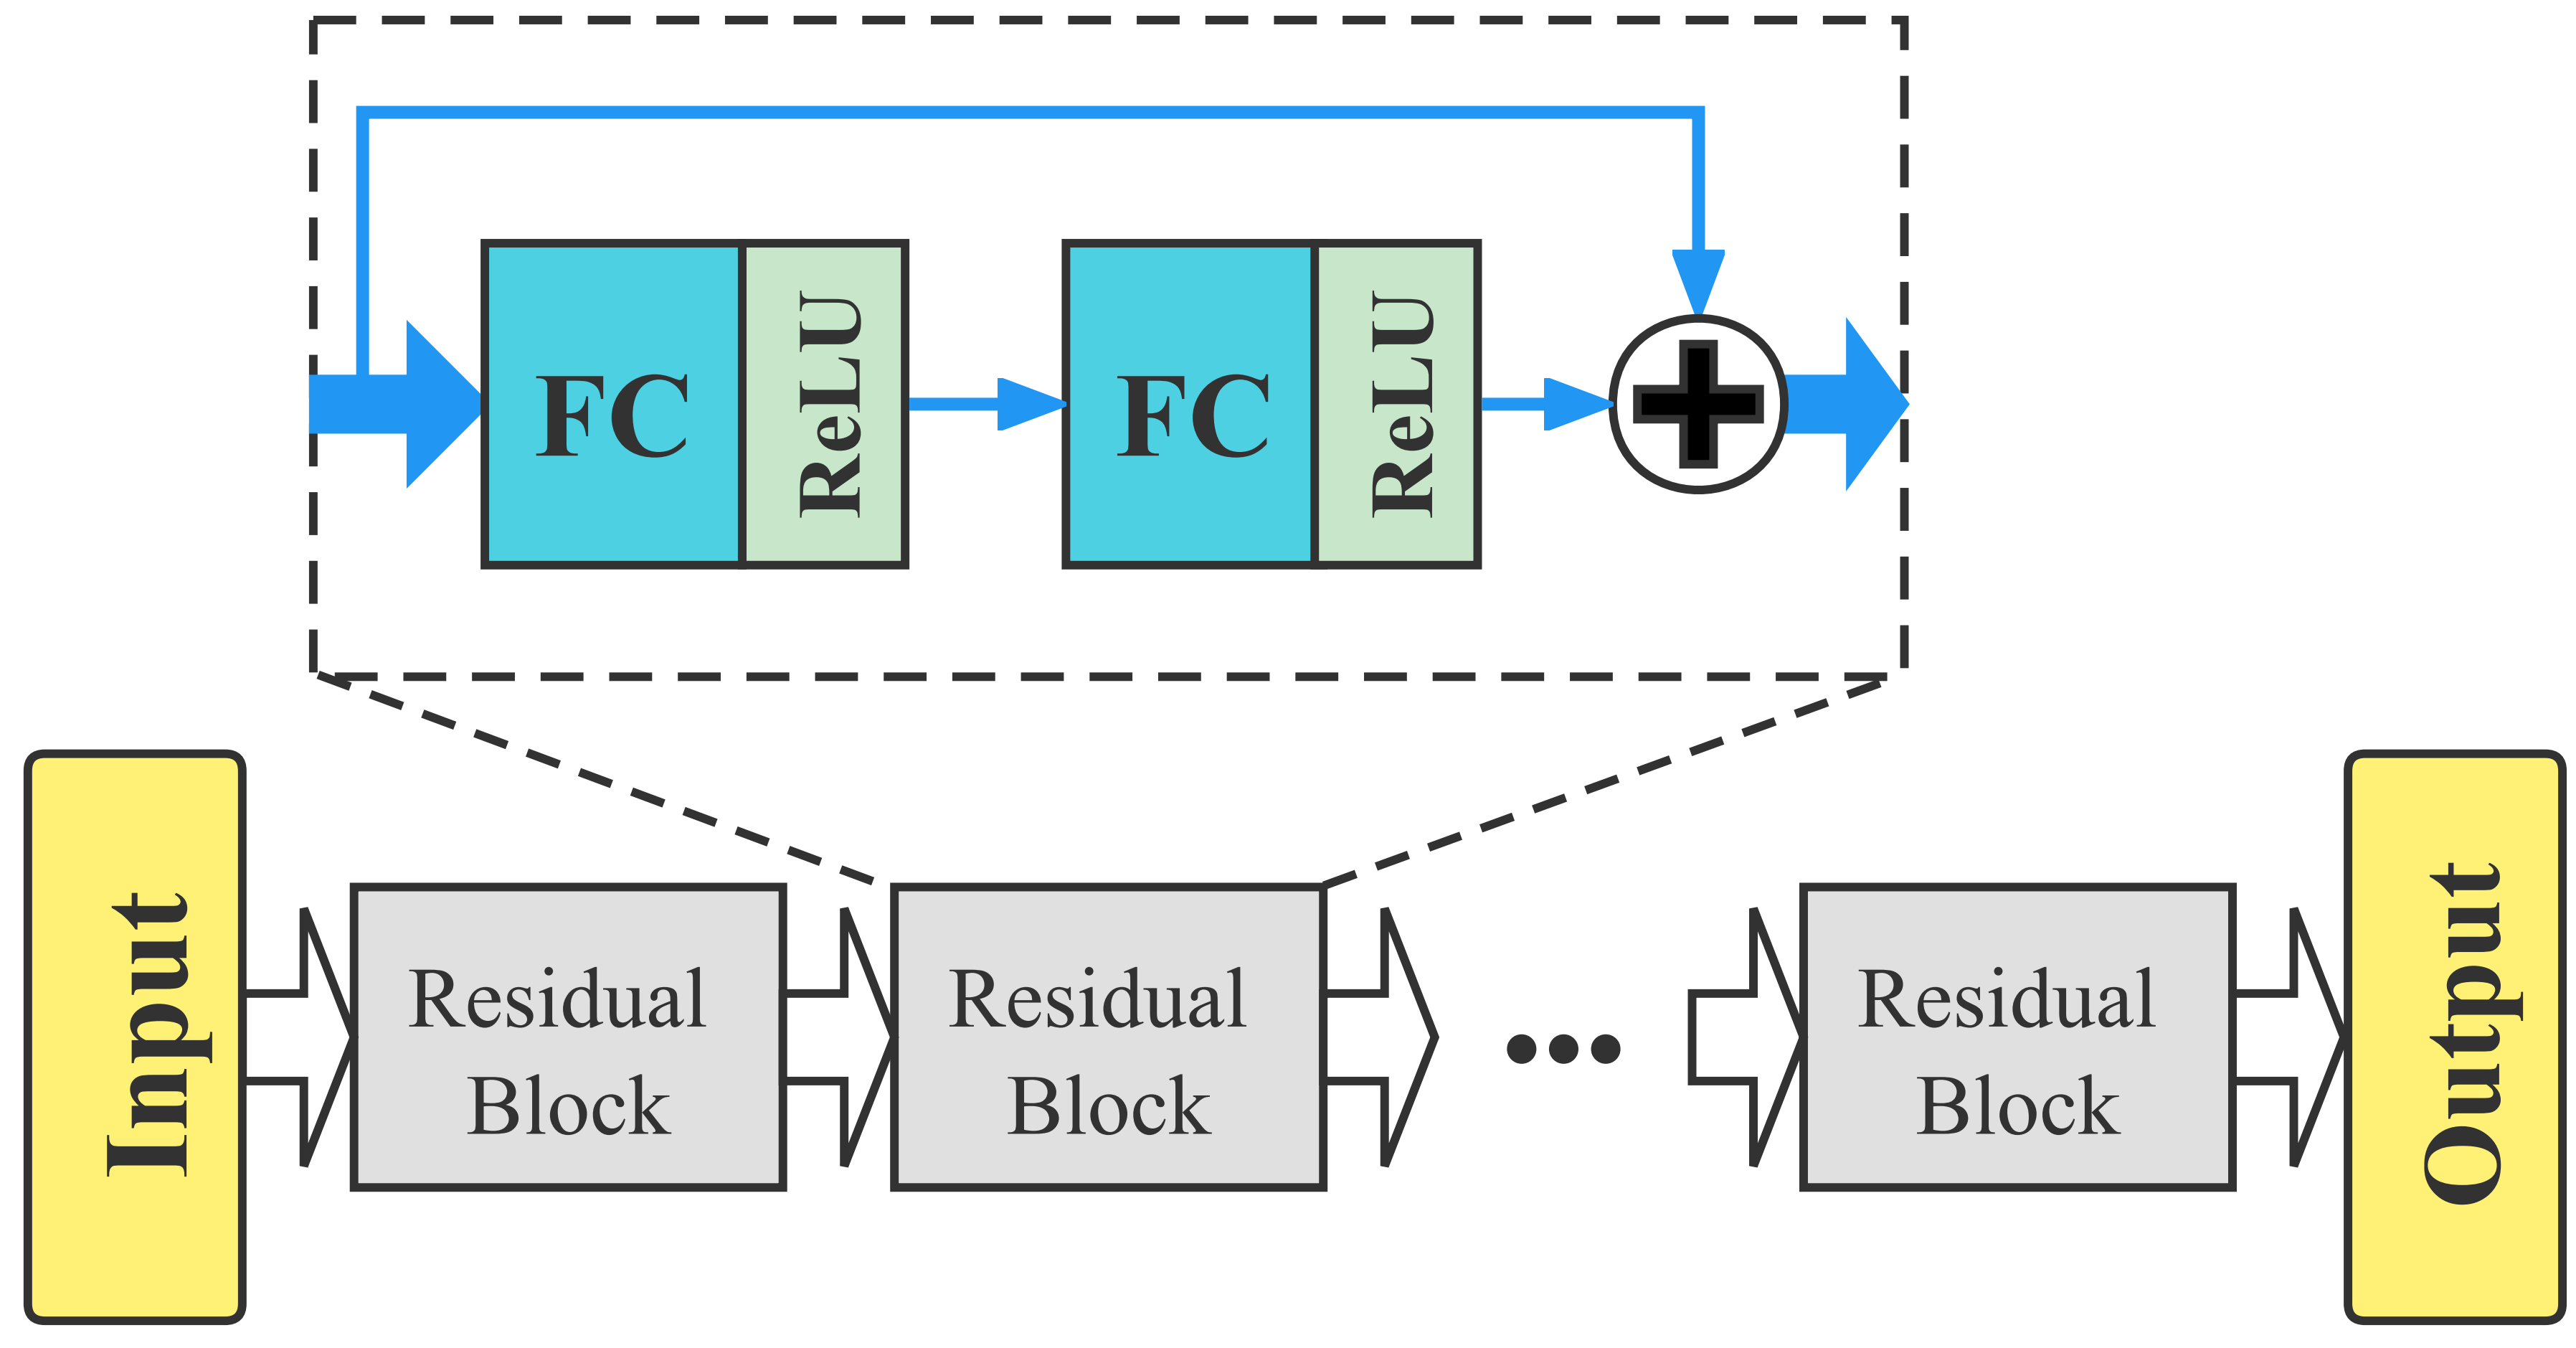 FC
ReLU
FC
ReLU
Input
Residual
Block
Residual
Block
Residual
Block
Output